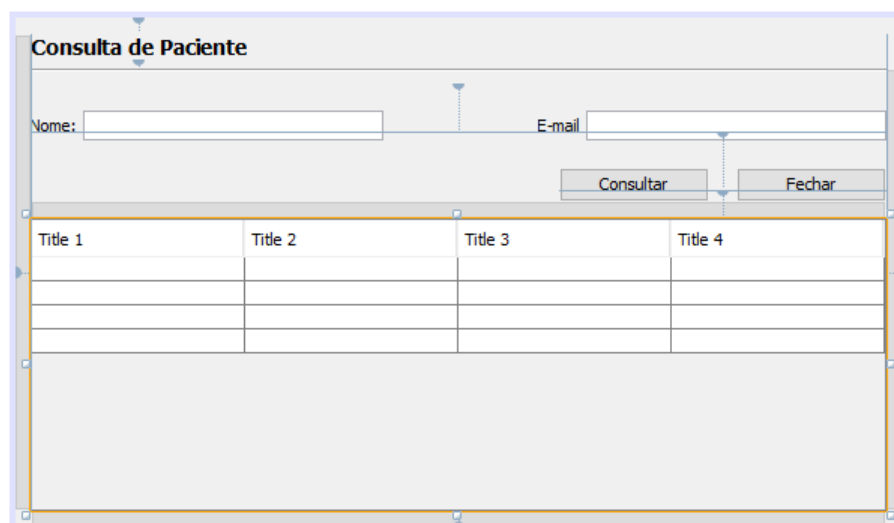 Consulta de Paciente
Nome: E-mail
Consultar Fechar
Title 1 Title 2 Title 3 Title 4